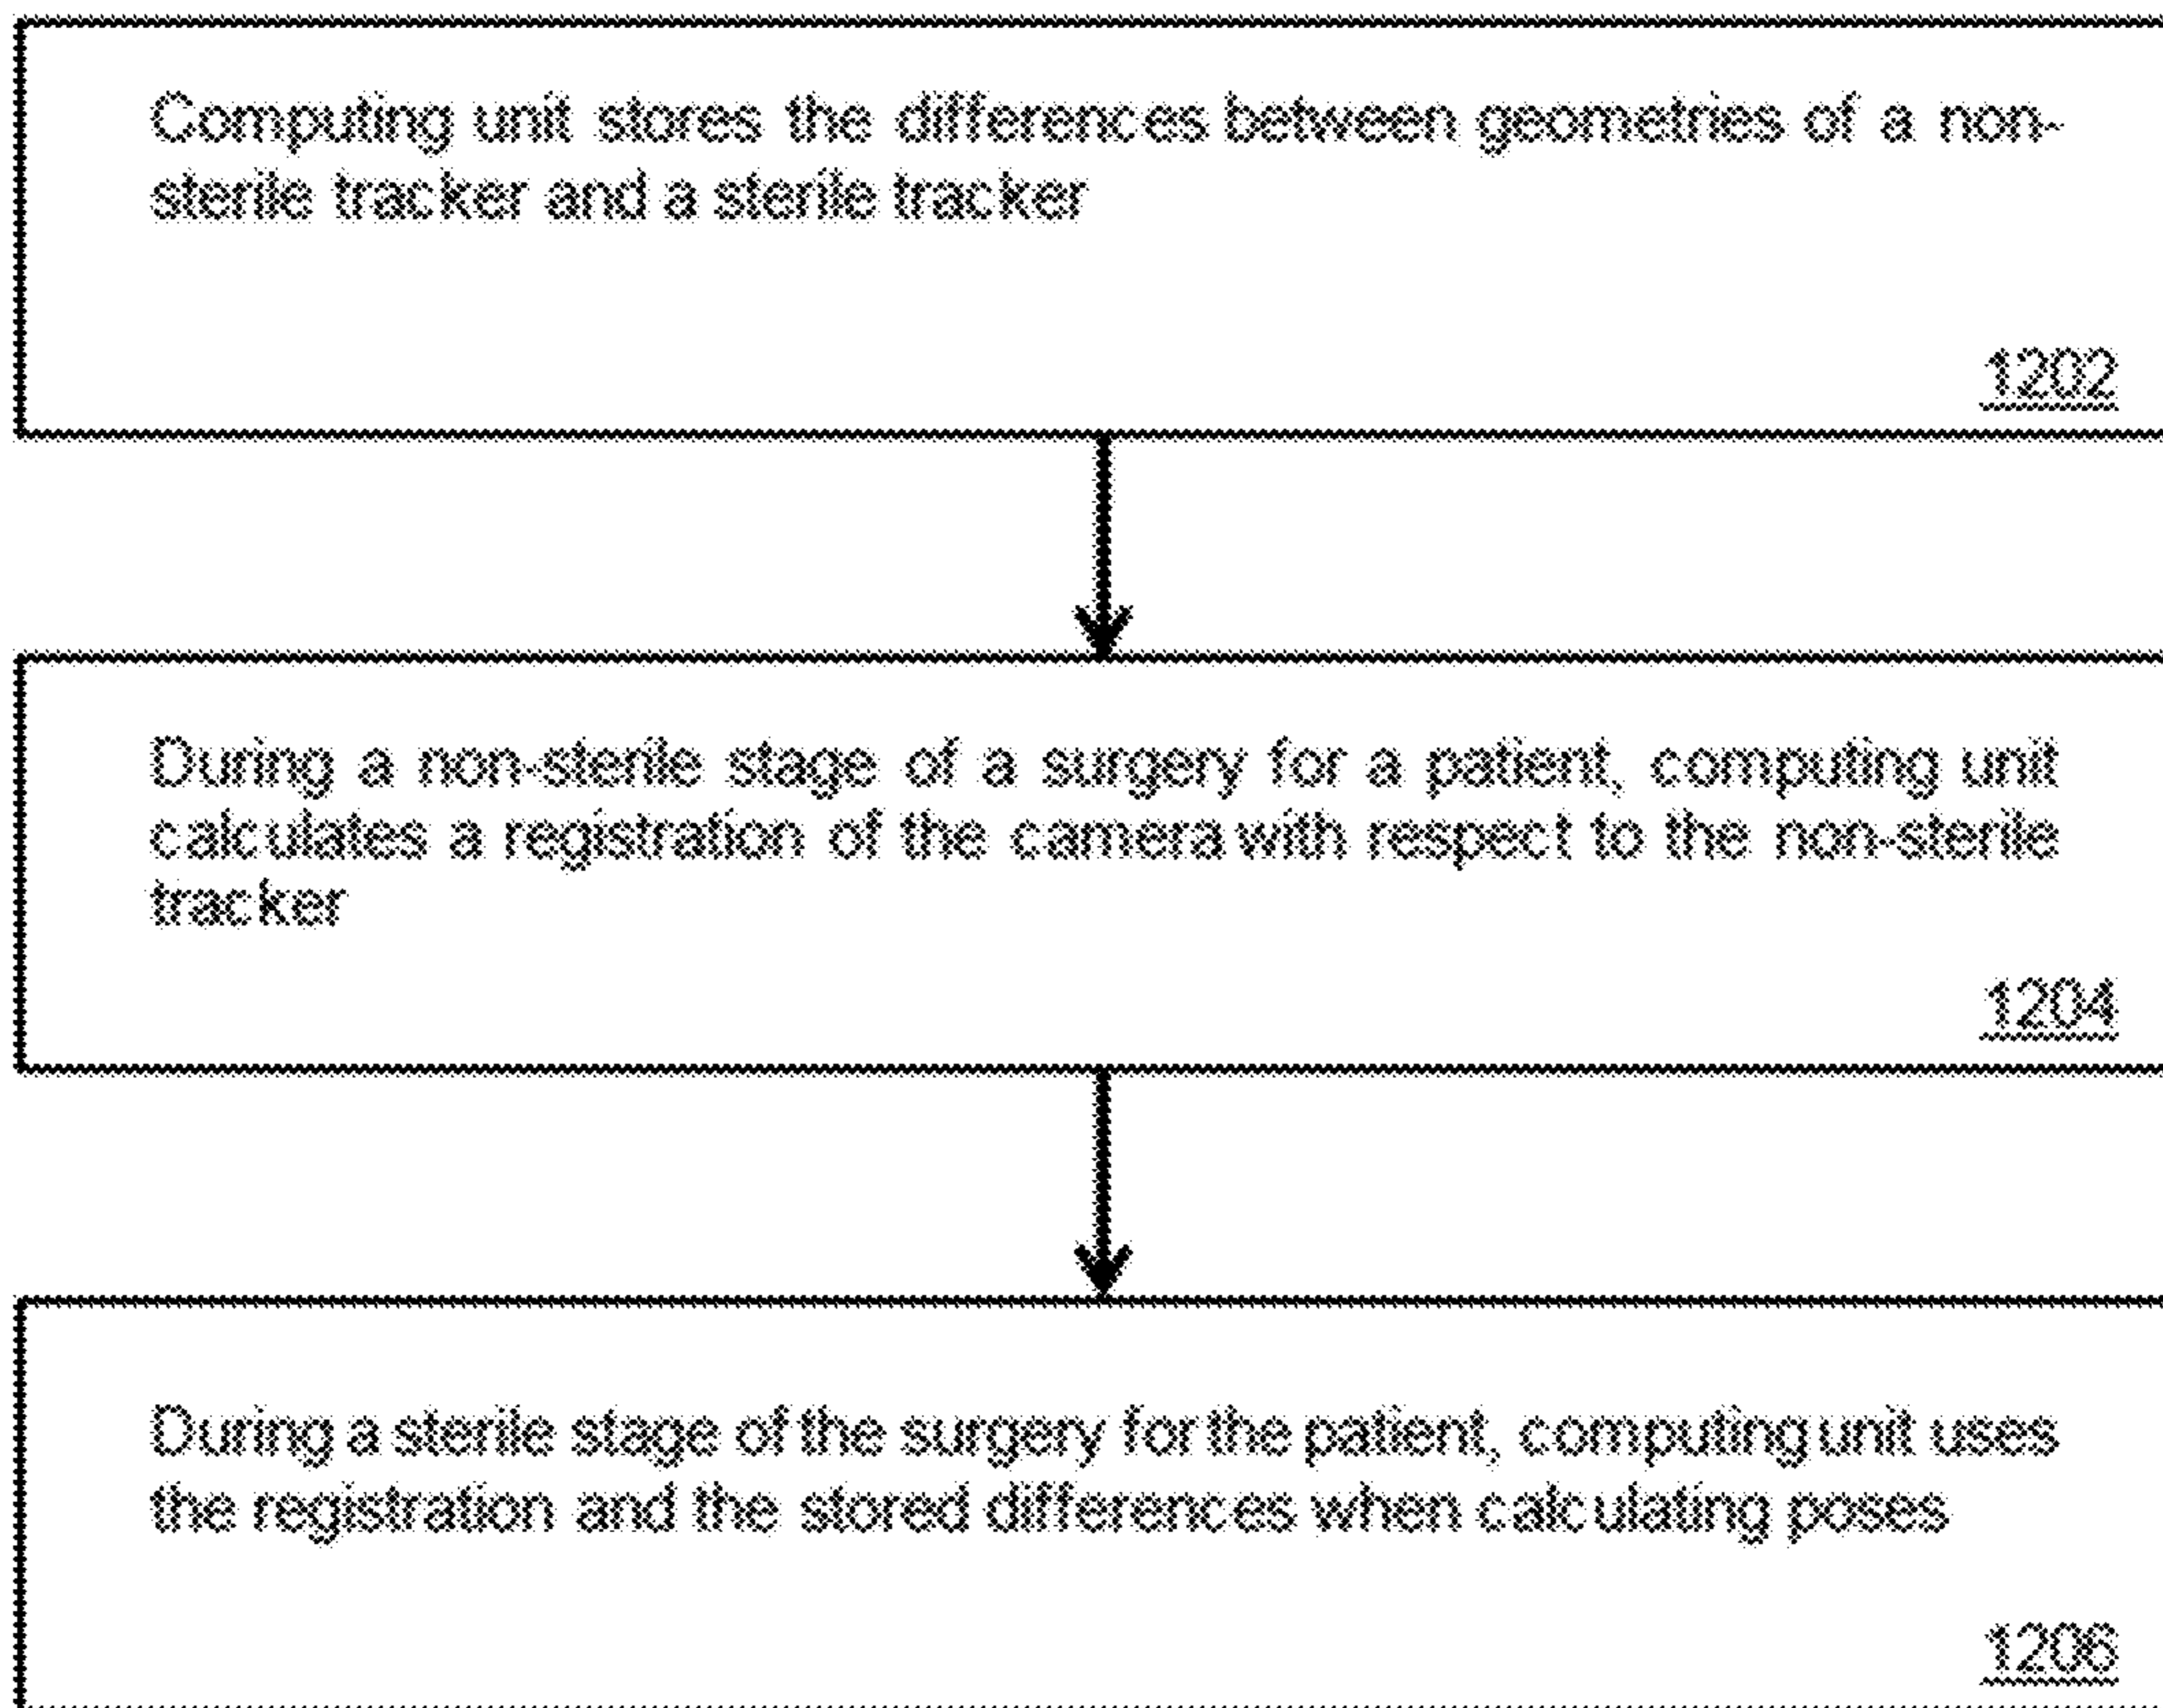 Computing unit stores the differences between geometries of a non-
sterile tracker and a sterile tracker
1202
During a non-sterile stage of a surgery for a patient, computing unit
calculates a registration of the camera with respect to the non-sterile
tracker
1204
During a sterile stage of the surgery for the patient, computing unit uses
the registration and the stored differences when calculating poses
1206